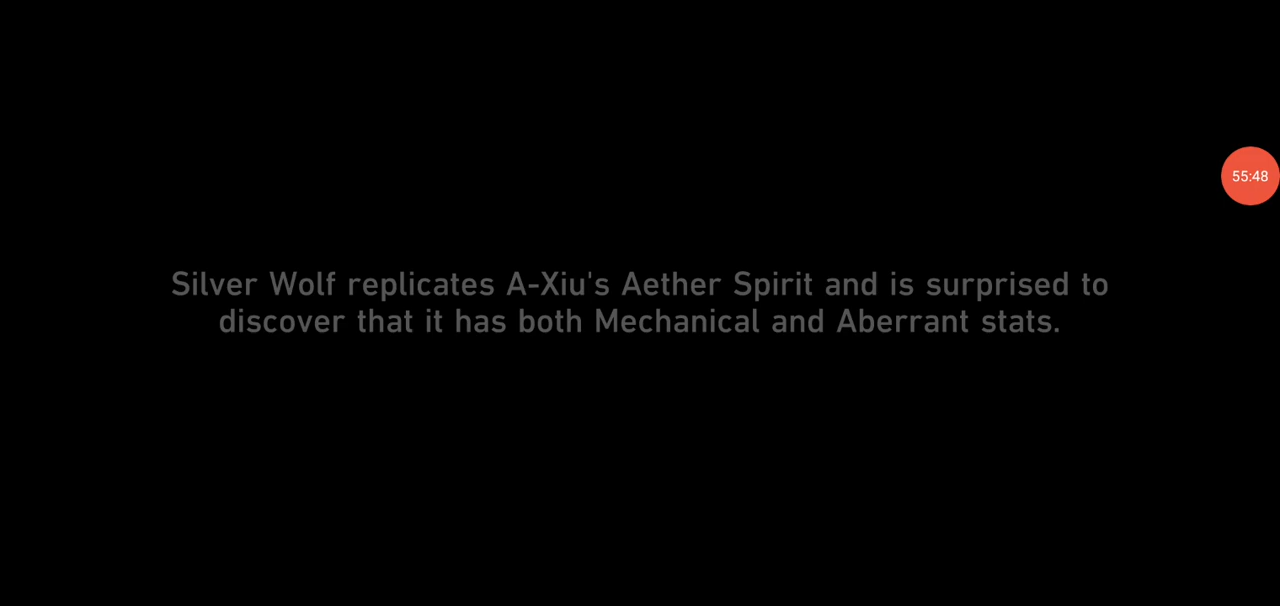 55:48
Silver Wolf replicates A-Xiu's Aether Spirit and is surprised to
discover that it has both Mechanical and Aberrant stats.